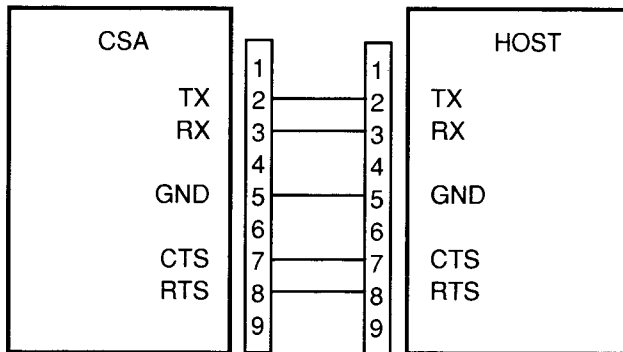 CSA HOST
1 1
TX 2 2 TX
RX 3 3 RX
4 4
GND 5 5 GND
6 6
CTS 7 7 CTS
RTS 8 8 RTS
9 9